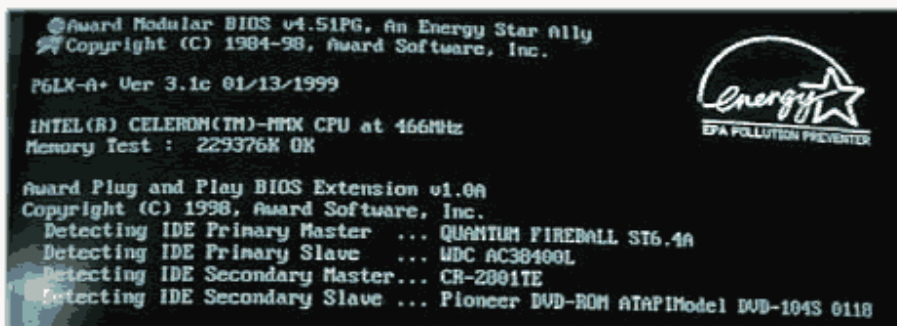 Award Modular BIOS v4.51PG, An Energy Star Ally
Copyright (C) 1984-98, Award Software, Inc.
P6LX-A+ Ver 3.1c 01/13/1999
INTEL(R) CELERON(TM)-MMX CPU at 466MHz
Memory Test :  229376K OK
energy
EPA POLLUTION PREVENTER
Award Plug and Play BIOS Extension v1.0A
Copyright (C) 1998, Award Software, Inc.
Detecting IDE Primary Master   ... QUANTUM FIREBALL ST6.4A
Detecting IDE Primary Slave    ... WDC AC38400L
Detecting IDE Secondary Master... CR-2801TE
Detecting IDE Secondary Slave ... Pioneer DVD-ROM ATAPIModel DVD-104S 0118